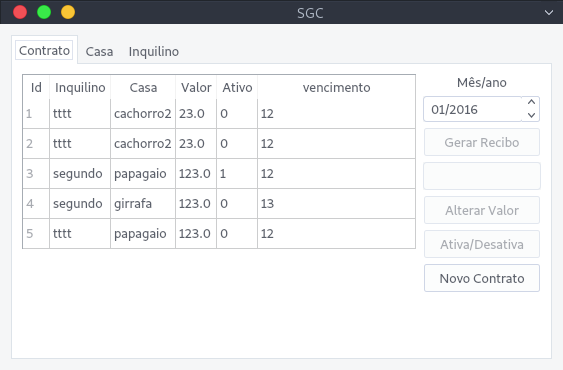 SGC
Contrato Casa Inquilino
Id Inquilino Casa Valor Ativo vencimento
1 tttt cachorro2 23.0 0 12
2 tttt cachorro2 23.0 0 12
3 segundo papagaio 123.0 1 12
4 segundo girrafa 123.0 0 13
5 tttt papagaio 123.0 0 12
Mês/ano
01/2016
Gerar Recibo
Alterar Valor
Ativa/Desativa
Novo Contrato